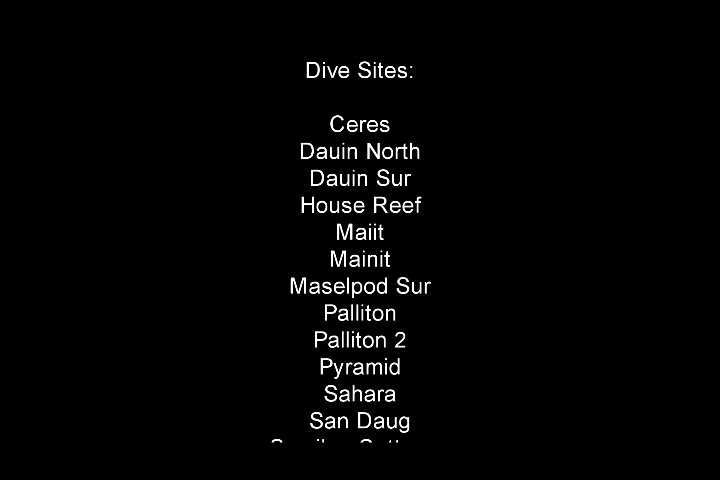 Dive Sites:
Ceres
Dauin North
Dauin Sur
House Reef
Maiit
Mainit
Maselpod Sur
Palliton
Palliton 2
Pyramid
Sahara
San Daug